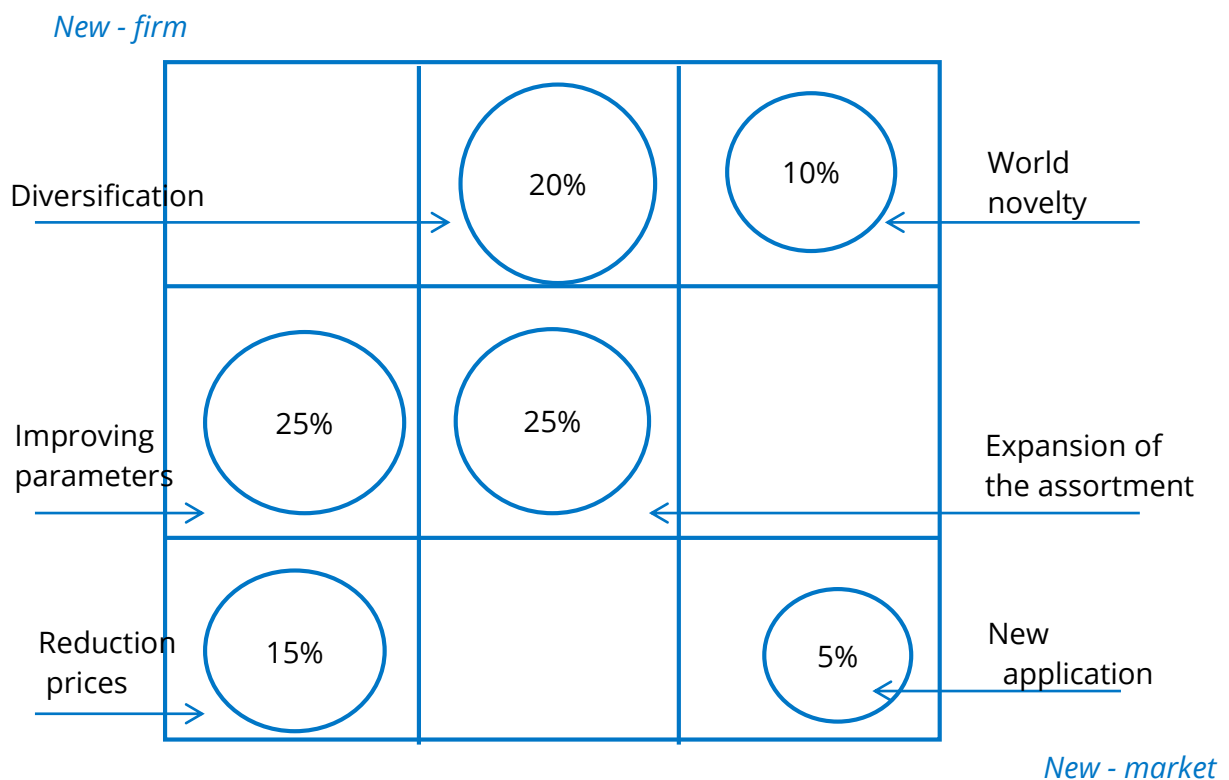 New - firm
20%
10%
World
novelty
Diversification
25%
25%
Improving
parameters
Expansion of
the assortment
Reduction
prices
15%
5%
New
application
New - market